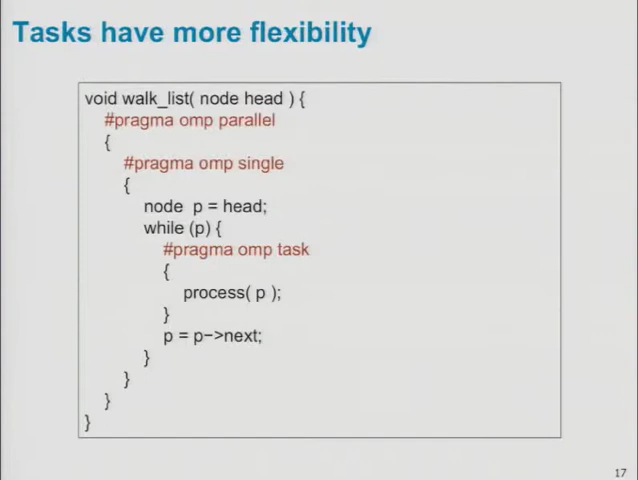 Tasks have more flexibility
void walk_list( node head ) {
#pragma omp parallel
{
#pragma omp single
{
node p = head;
while (p) {
#pragma omp task
{
process( p );
}
p = p−>next;
}
}
}
}
17